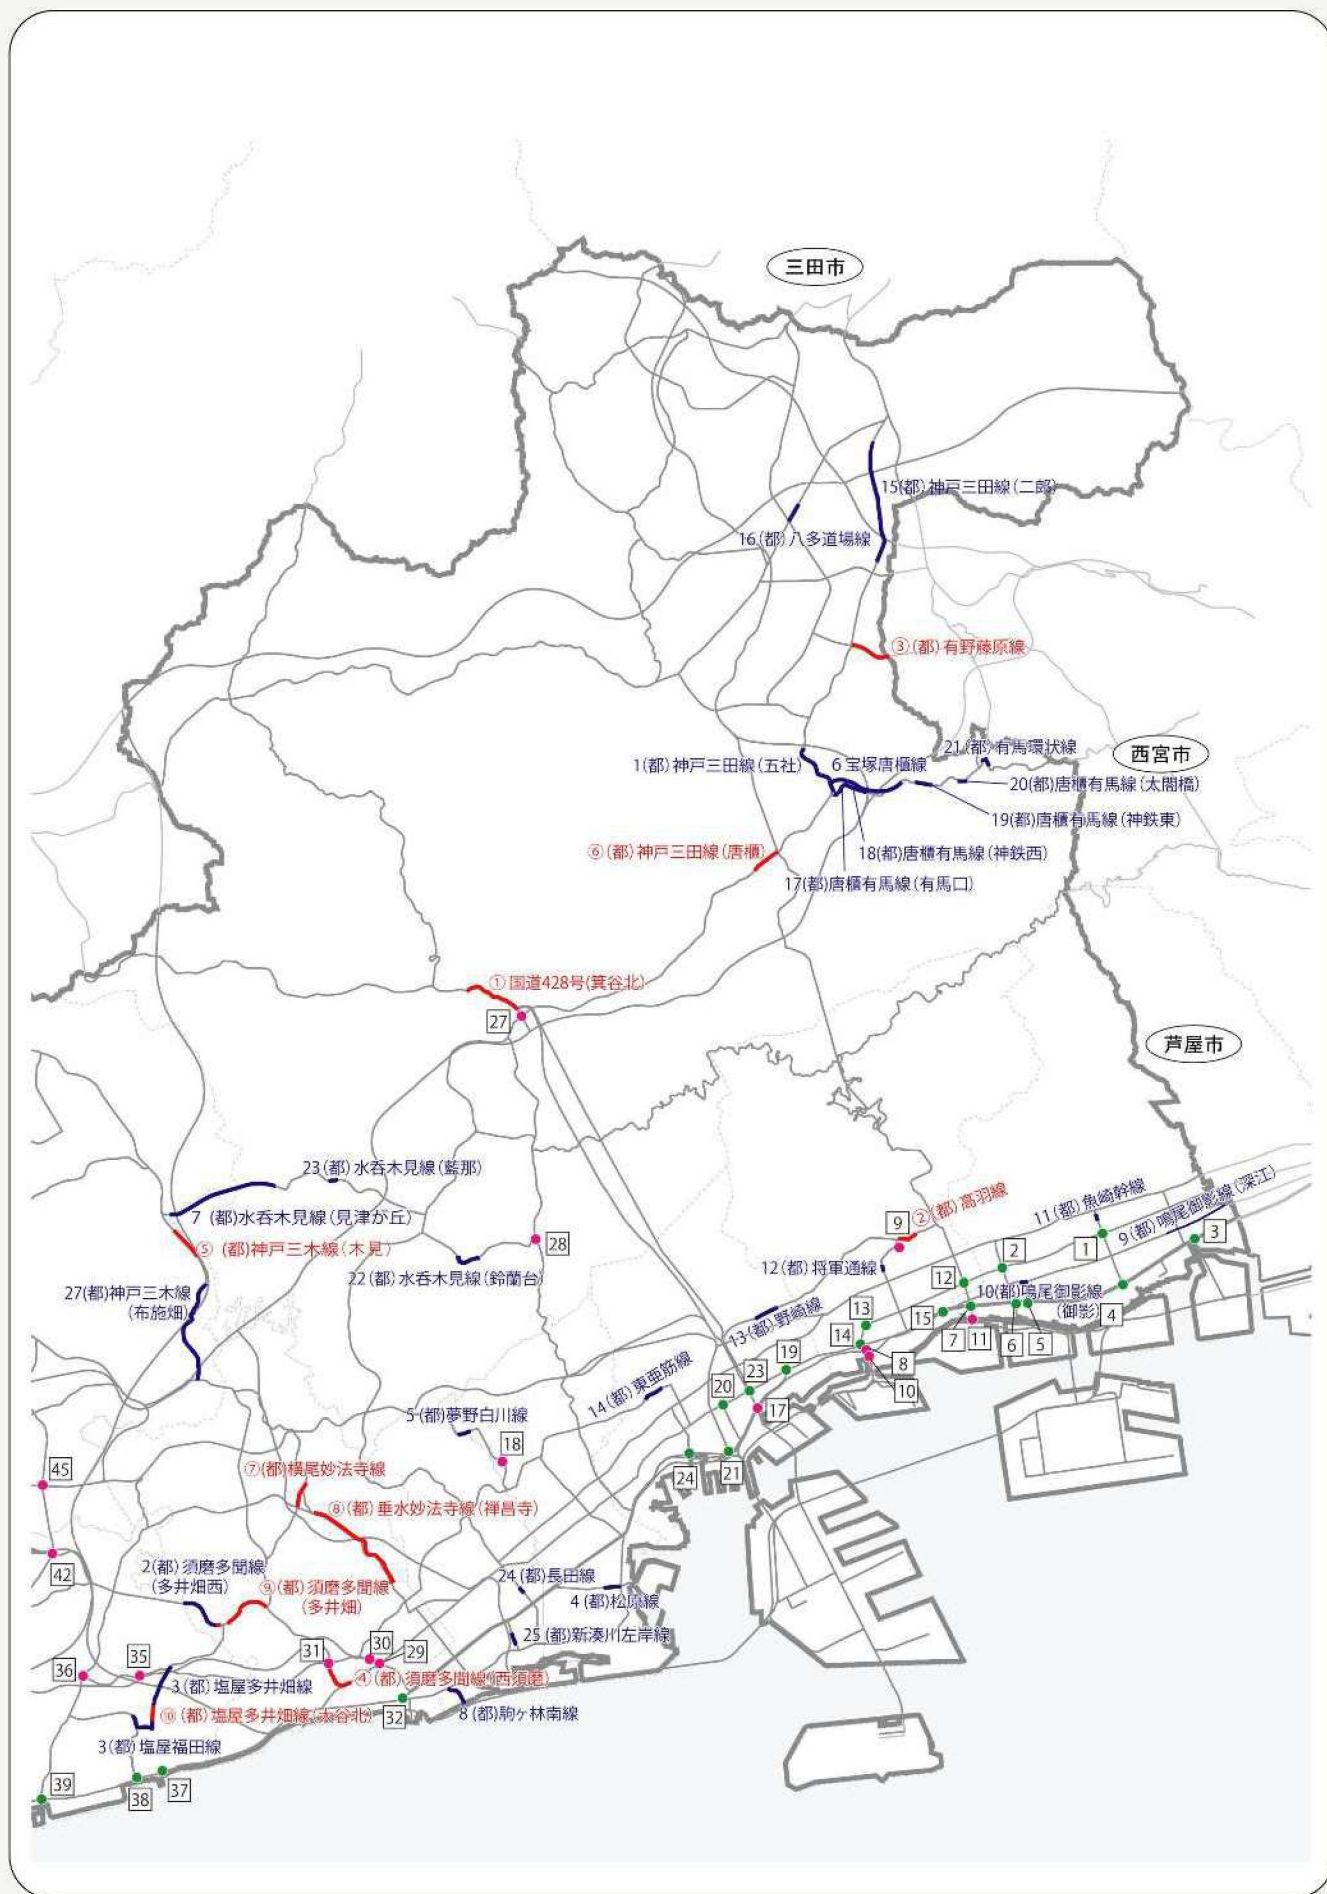 三田市
15(都)神戸三田線(二郎)
16(都)八多道場線
③(都)有野藤原線
21(都)有馬環状線
西宮市
1(都)神戸三田線(五社)
6 宝塚唐櫃線
20(都)唐櫃有馬線(太閤橋)
19(都)唐櫃有馬線(神鉄東)
⑥(都)神戸三田線(唐櫃)
18(都)唐櫃有馬線(神鉄西)
17(都)唐櫃有馬線(有馬口)
①国道428号(箕谷北)
27
芦屋市
23(都)水呑木見線(藍那)
7 (都)水呑木見線(見津が丘)
⑤ (都)神戸三木線(木見)
28
22(都)水呑木見線(鈴蘭台)
27(都)神戸三木線
(布施畑)
9
②(都)高羽線
11(都)魚崎幹線
9(都)鳴尾御影線(深江)
3
1
2
12(都)将軍通線
12
10(都)鳴尾御影線
(御影)
4
15
7
11
6
5
13(都)野崎線
13
14
8
10
19
23
20
17
14(都)東亜筋線
5(都)夢野白川線
18
24
21
45
⑦(都)横尾妙法寺線
⑧(都)垂水妙法寺線(禅昌寺)
42
2(都)須磨多聞線
(多井畑西)
⑨(都)須磨多聞線
(多井畑)
24(都)長田線
4(都)松原線
25(都)新湊川左岸線
31
30
29
36
35
3(都)塩屋多井畑線
④(都)須磨多聞線(西須磨)
⑩(都)塩屋多井畑線(大谷北)
32
8(都)駒ヶ林南線
3(都)塩屋福田線
39
38
37